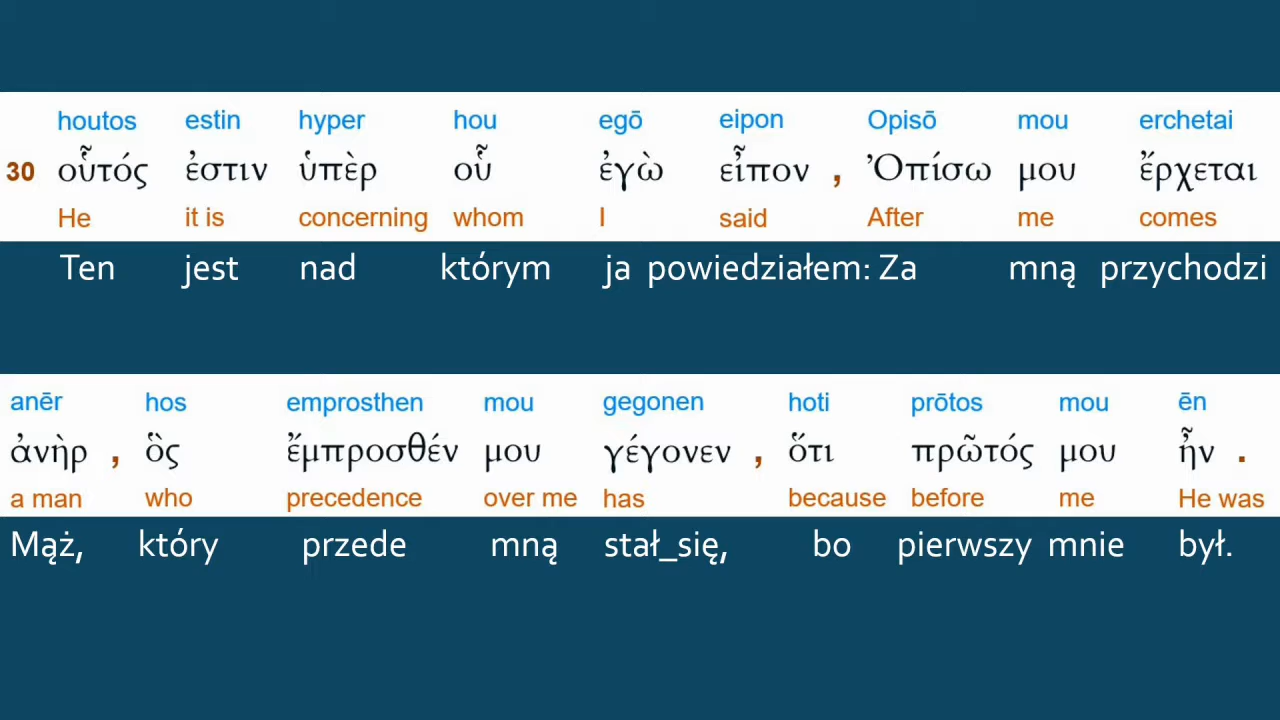 houtos estin hyper hou egō eipon Opisō mou erchetai
30 οὗτός ἐστιν ὑπὲρ οὗ ἐγὼ εἶπον , Ὀπίσω μου ἔρχεται
He it is concerning whom I said After me comes
Ten jest nad którym ja powiedziałem: Za mną przychodzi
anēr hos emprosthen mou gegonen hoti prōtos mou ēn
ἀνὴρ , ὃς ἔμπροσθέν μου γέγονεν , ὅτι πρῶτός μου ἦν .
a man who precedence over me has because before me He was
Mąż, który przede mną stał_się, bo pierwszy mnie był.